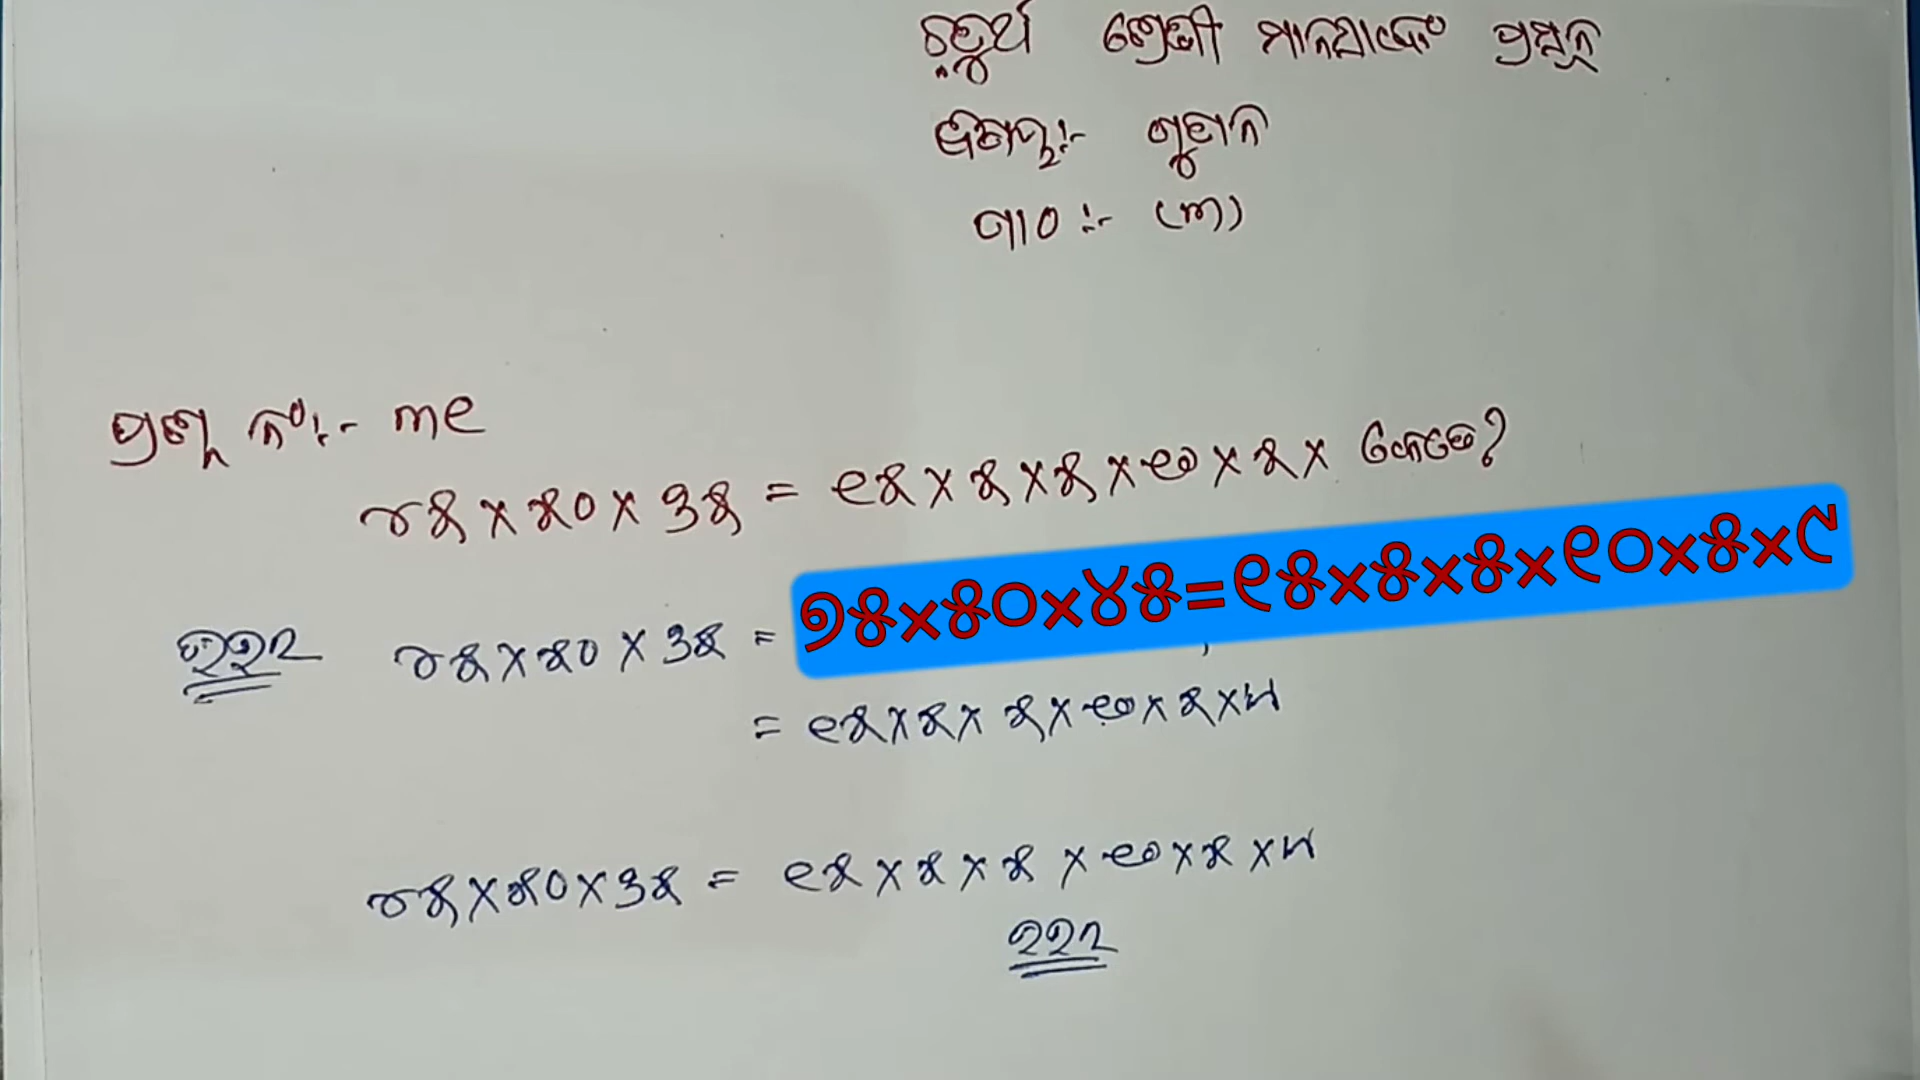 ଚତୁର୍ଥ ଶ୍ରେଣୀ ମାନସାଙ୍କ ପ୍ରଶ୍ନ
ବିଷୟ:- ଗୁଣନ
ପାଠ:- (୩)
ପ୍ରଶ୍ନ ନଂ:- ୩୧
୭୫×୫୦×୪୫ = ୧୫×୫×୫×୧୦×୫× କେତେ?
୭୫×୫୦×୪୫=୧୫×୫×୫×୧୦×୫×୯
ଉତ୍ତର ୭୫×୫୦×୪୫ =
= ୧୫×୫×୫×୧୦×୫×୯
୭୫×୫୦×୪୫ = ୧୫×୫×୫×୧୦×୫×୯
ଉତ୍ତର